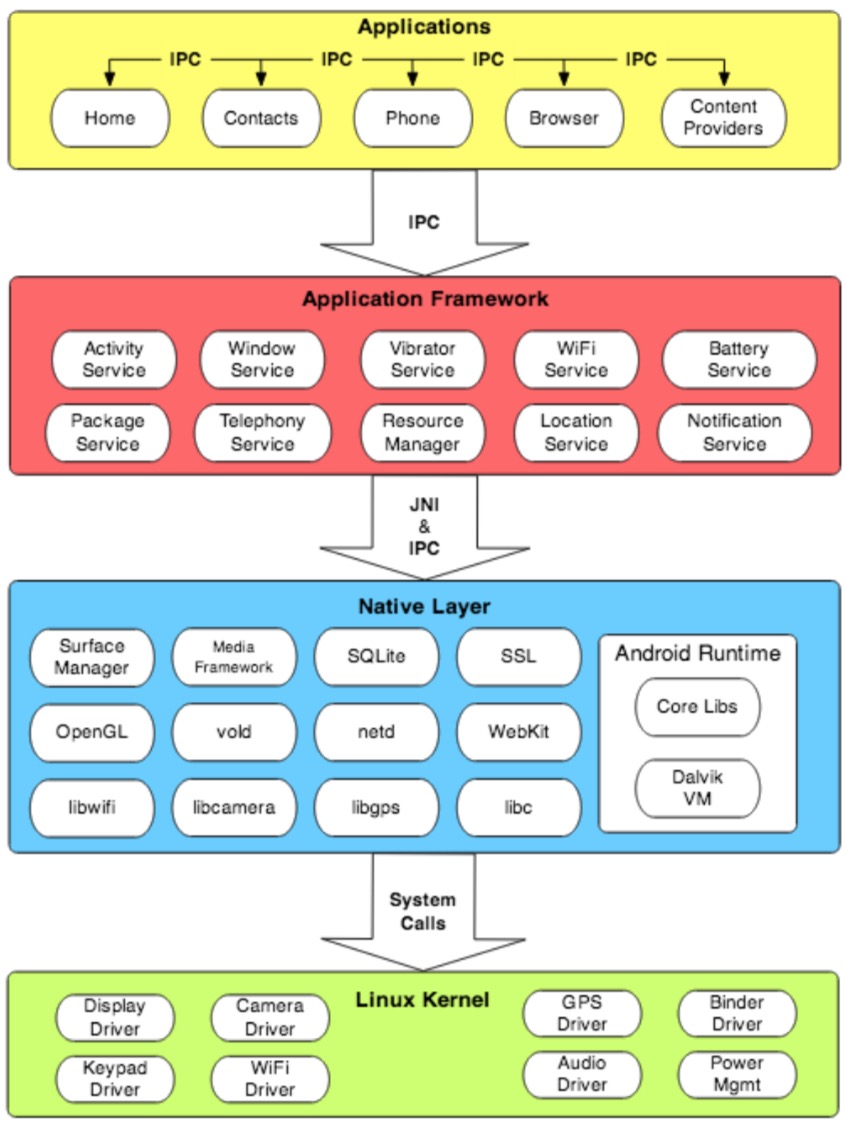 Applications
IPC IPC IPC IPC
Home
Contacts
Phone
Browser
Content
Providers
IPC
Application Framework
Activity
Service
Window
Service
Vibrator
Service
WiFi
Service
Battery
Service
Package
Service
Telephony
Service
Resource
Manager
Location
Service
Notification
Service
JNI
&
IPC
Native Layer
Surface
Manager
Media
Framework
SQLite
SSL
OpenGL
vold
netd
WebKit
libwifi
libcamera
libgps
libc
Android Runtime
Core Libs
Dalvik
VM
System
Calls
Linux Kernel
Display
Driver
Camera
Driver
GPS
Driver
Binder
Driver
Keypad
Driver
WiFi
Driver
Audio
Driver
Power
Mgmt